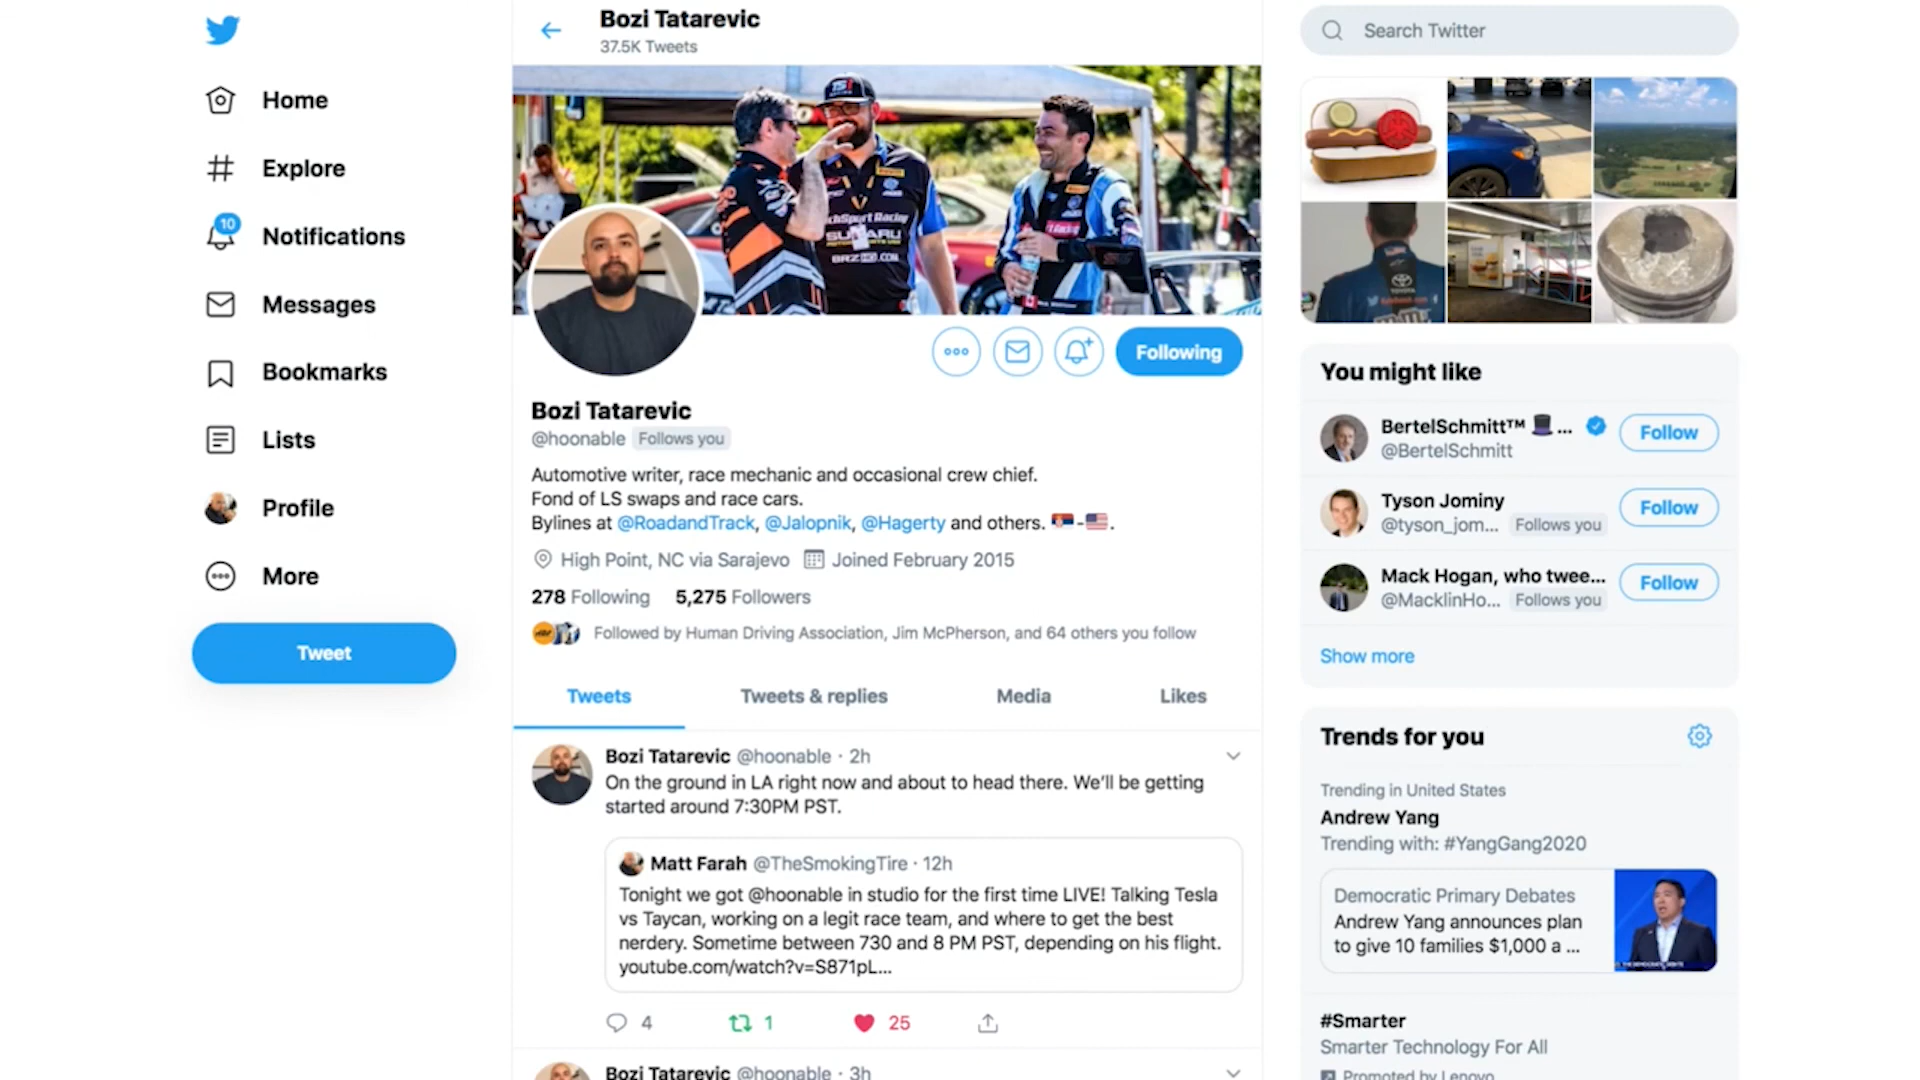 Bozi Tatarevic
37.5K Tweets
Search Twitter
Home
Explore
10
Notifications
Messages
Bookmarks
Lists
Profile
More
Tweet
SUBARU
BRZ
.COM
TOYOTA
Following
Bozi Tatarevic
@hoonable Follows you
Automotive writer, race mechanic and occasional crew chief.
Fond of LS swaps and race cars.
Bylines at @RoadandTrack, @Jalopnik, @Hagerty and others. 🇷🇸-🇺🇸.
High Point, NC via Sarajevo Joined February 2015
278 Following 5,275 Followers
Followed by Human Driving Association, Jim McPherson, and 64 others you follow
Tweets Tweets & replies Media Likes
Bozi Tatarevic @hoonable · 2h
On the ground in LA right now and about to head there. We'll be getting
started around 7:30PM PST.
Matt Farah @TheSmokingTire · 12h
Tonight we got @hoonable in studio for the first time LIVE! Talking Tesla
vs Taycan, working on a legit race team, and where to get the best
nerdery. Sometime between 730 and 8 PM PST, depending on his flight.
youtube.com/watch?v=S871pL...
4 1 25
Bozi Tatarevic @hoonable · 3h
You might like
BertelSchmitt™ 🎩 ...
@BertelSchmitt
Follow
Tyson Jominy
@tyson_jom... Follows you
Follow
Mack Hogan, who twee...
@MacklinHo... Follows you
Follow
Show more
Trends for you
Trending in United States
Andrew Yang
Trending with: #YangGang2020
Democratic Primary Debates
Andrew Yang announces plan
to give 10 families $1,000 a ...
#Smarter
Smarter Technology For All
Promoted by Lenovo